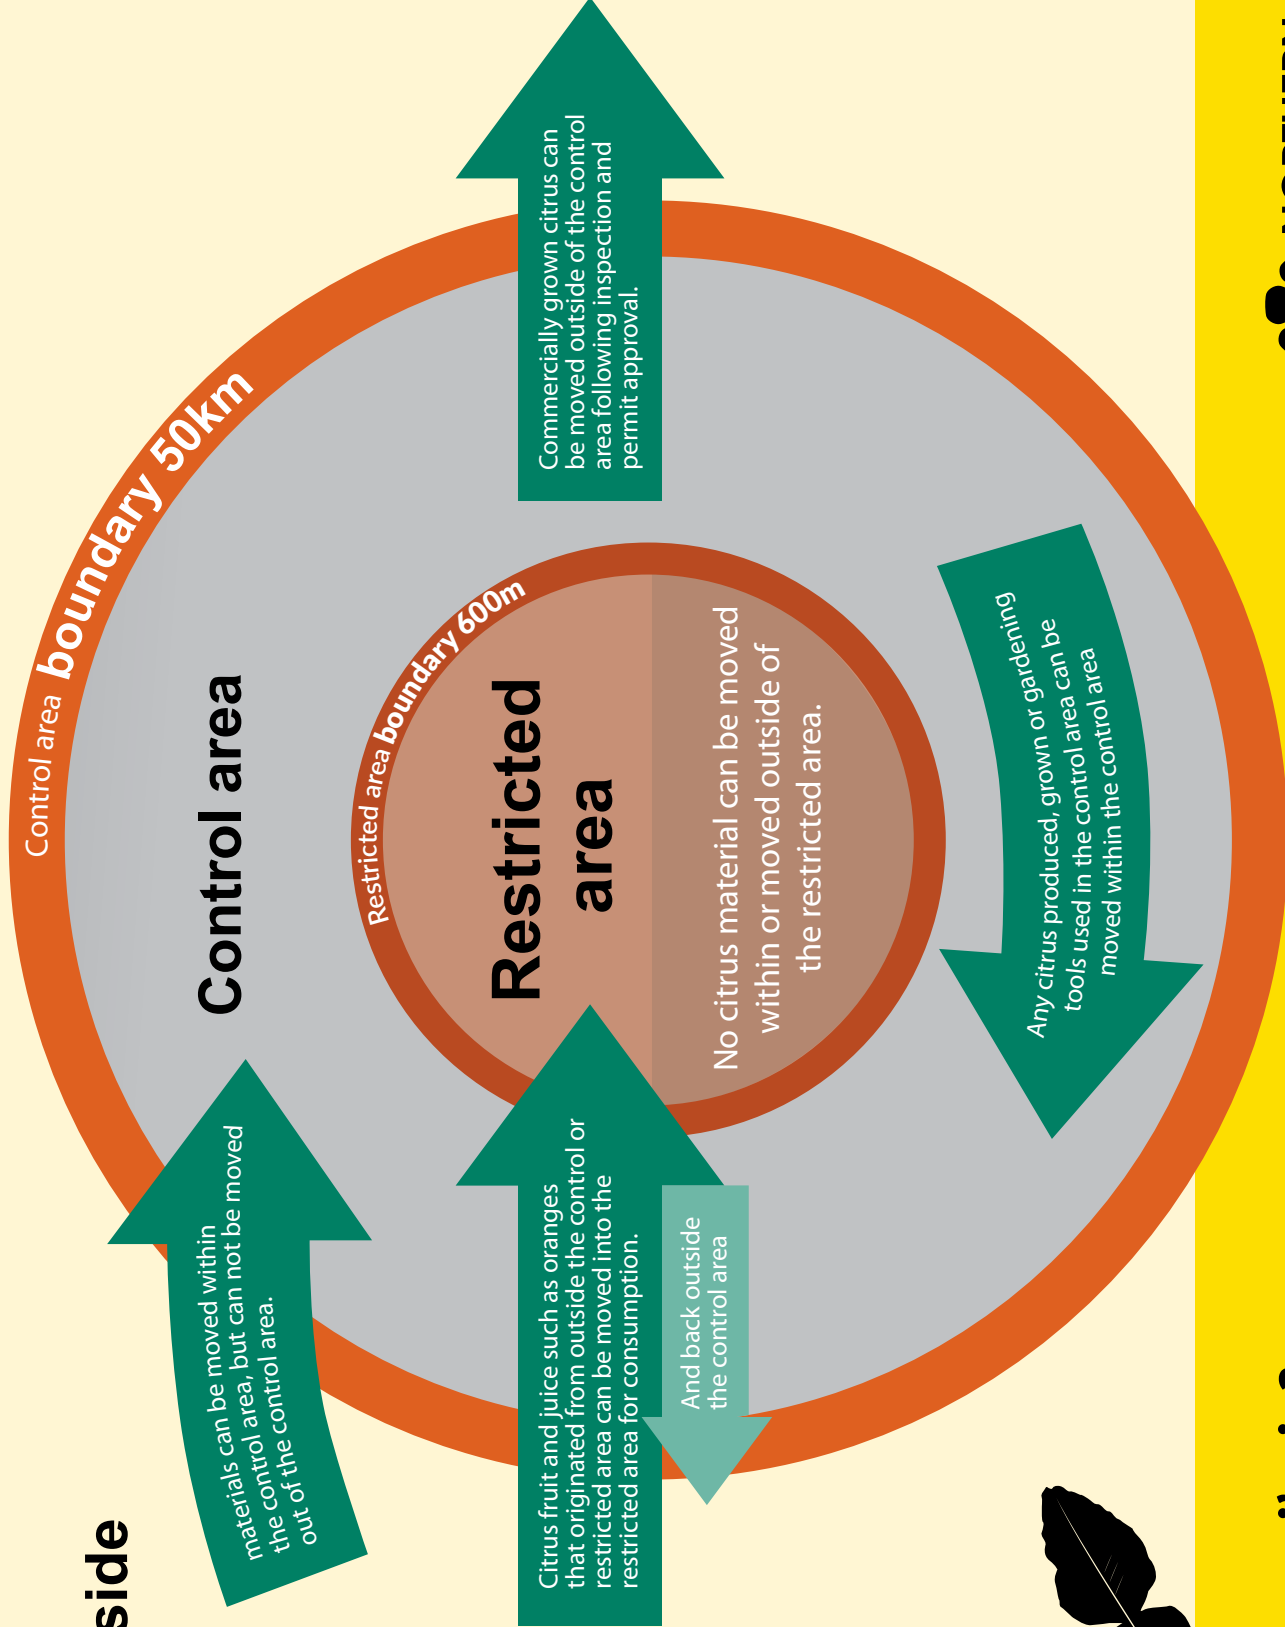 Control area boundary 50km
Control area
Restricted area boundary 600m
Restricted
area
No citrus material can be moved
within or moved outside of
the restricted area.
materials can be moved within
the control area, but can not be moved
out of the control area.
Citrus fruit and juice such as oranges
that originated from outside the control or
restricted area can be moved into the
restricted area for consumption.
And back outside
the control area
Commercially grown citrus can
be moved outside of the control
area following inspection and
permit approval.
Any citrus produced, grown or gardening
tools used in the control area can be
moved within the control area
side